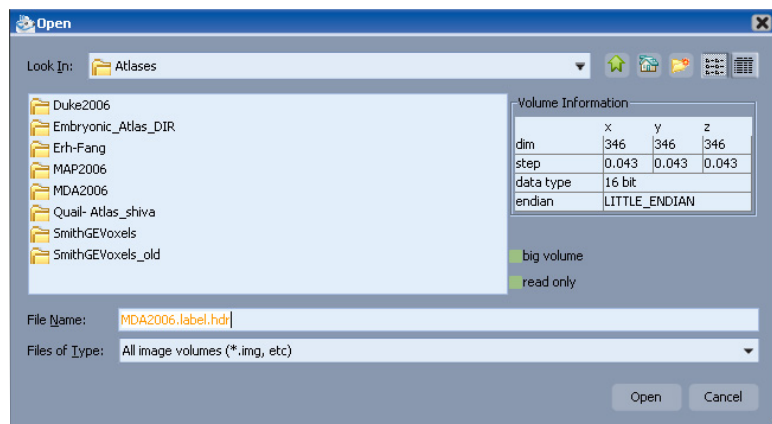 Open
Look In: Atlases
Duke2006
Embryonic_Atlas_DIR
Erh-Fang
MAP2006
MDA2006
Quail- Atlas_shiva
SmithGEVoxels
SmithGEVoxels_old
Volume Information
x y z
dim 346 346 346
step 0.043 0.043 0.043
data type 16 bit
endian LITTLE_ENDIAN
big volume
read only
File Name: MDA2006.label.hdr
Files of Type: All image volumes (*.img, etc)
Open Cancel